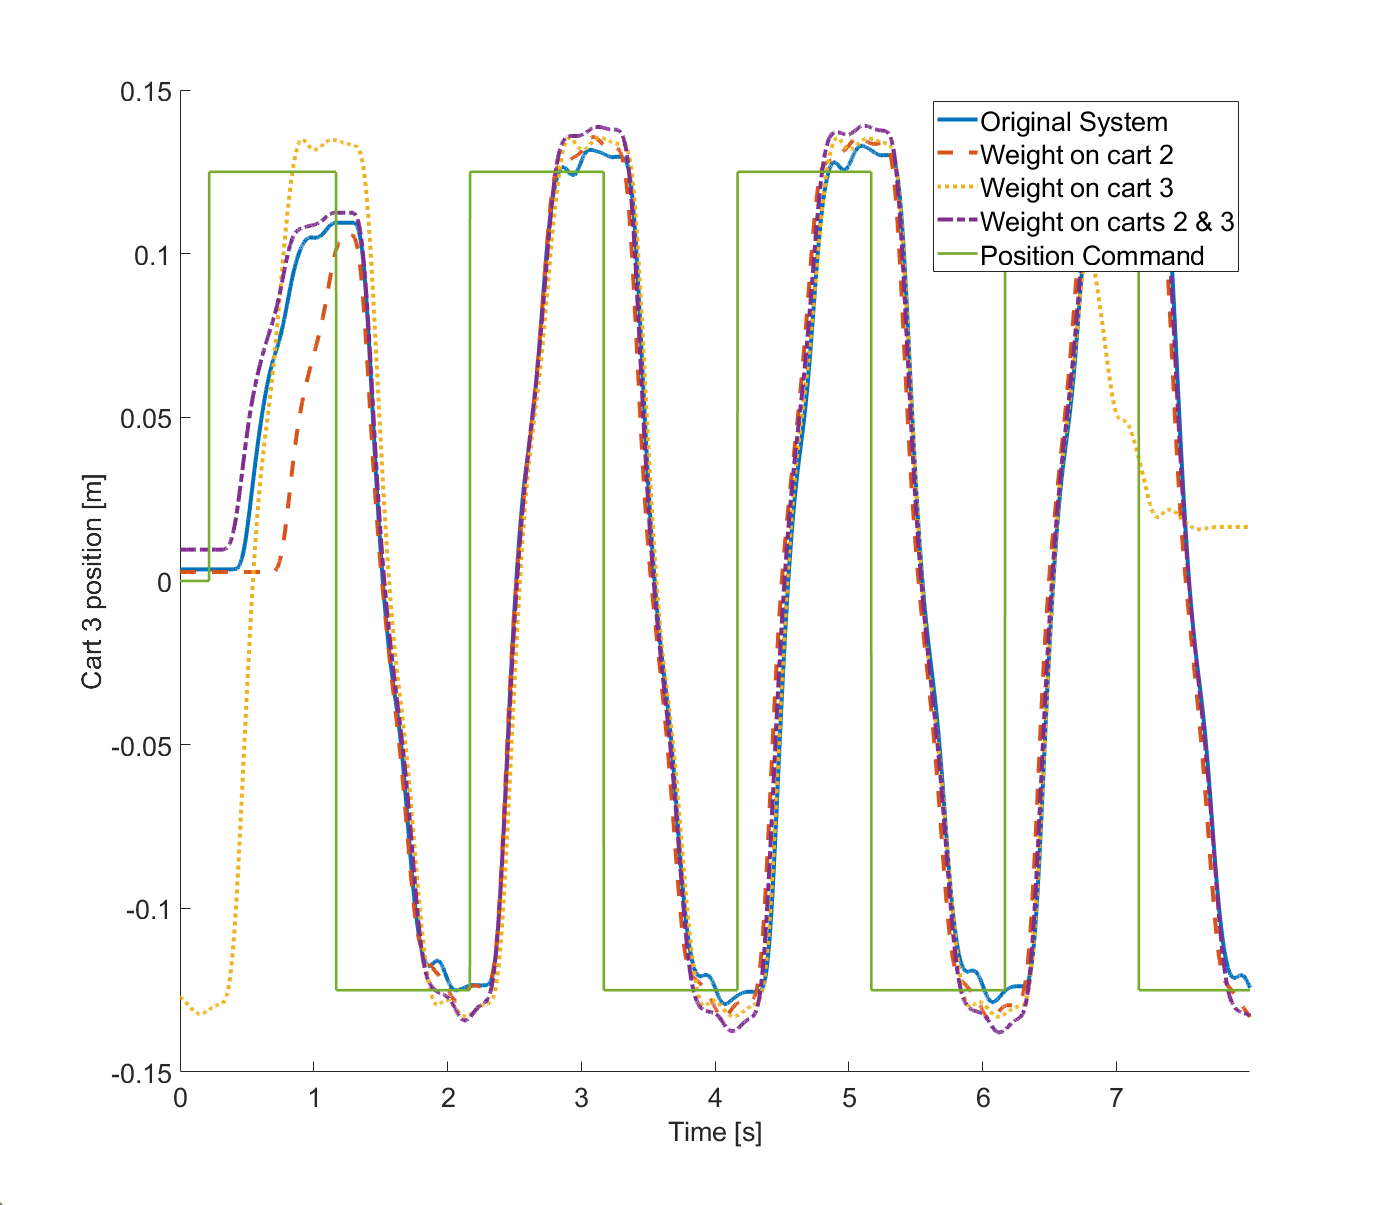 0.15
0.1
0.05
0
-0.05
-0.1
-0.15
Cart 3 position [m]
Original System
Weight on cart 2
Weight on cart 3
Weight on carts 2 & 3
Position Command
0 1 2 3 4 5 6 7
Time [s]